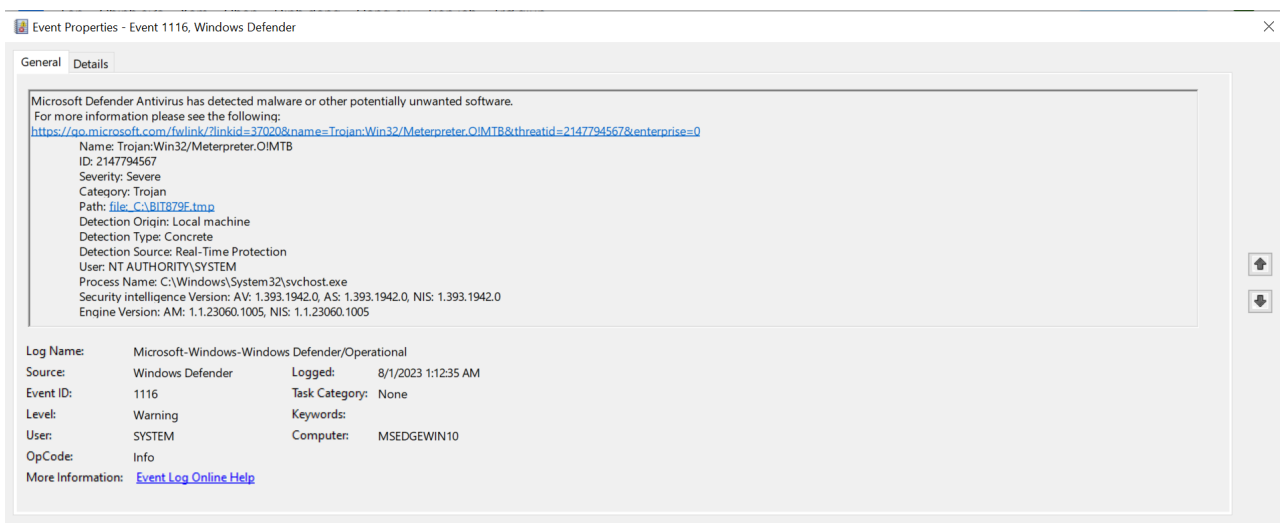 Event Properties - Event 1116, Windows Defender
General Details
Microsoft Defender Antivirus has detected malware or other potentially unwanted software.
For more information please see the following:
https://go.microsoft.com/fwlink/?linkid=37020&name=Trojan:Win32/Meterpreter.O!MTB&threatid=2147794567&enterprise=0
Name: Trojan:Win32/Meterpreter.O!MTB
ID: 2147794567
Severity: Severe
Category: Trojan
Path: file:_C:\BIT879F.tmp
Detection Origin: Local machine
Detection Type: Concrete
Detection Source: Real-Time Protection
User: NT AUTHORITY\SYSTEM
Process Name: C:\Windows\System32\svchost.exe
Security intelligence Version: AV: 1.393.1942.0, AS: 1.393.1942.0, NIS: 1.393.1942.0
Engine Version: AM: 1.1.23060.1005, NIS: 1.1.23060.1005
Log Name: Microsoft-Windows-Windows Defender/Operational
Source: Windows Defender Logged: 8/1/2023 1:12:35 AM
Event ID: 1116 Task Category: None
Level: Warning Keywords:
User: SYSTEM Computer: MSEDGEWIN10
OpCode: Info
More Information: Event Log Online Help